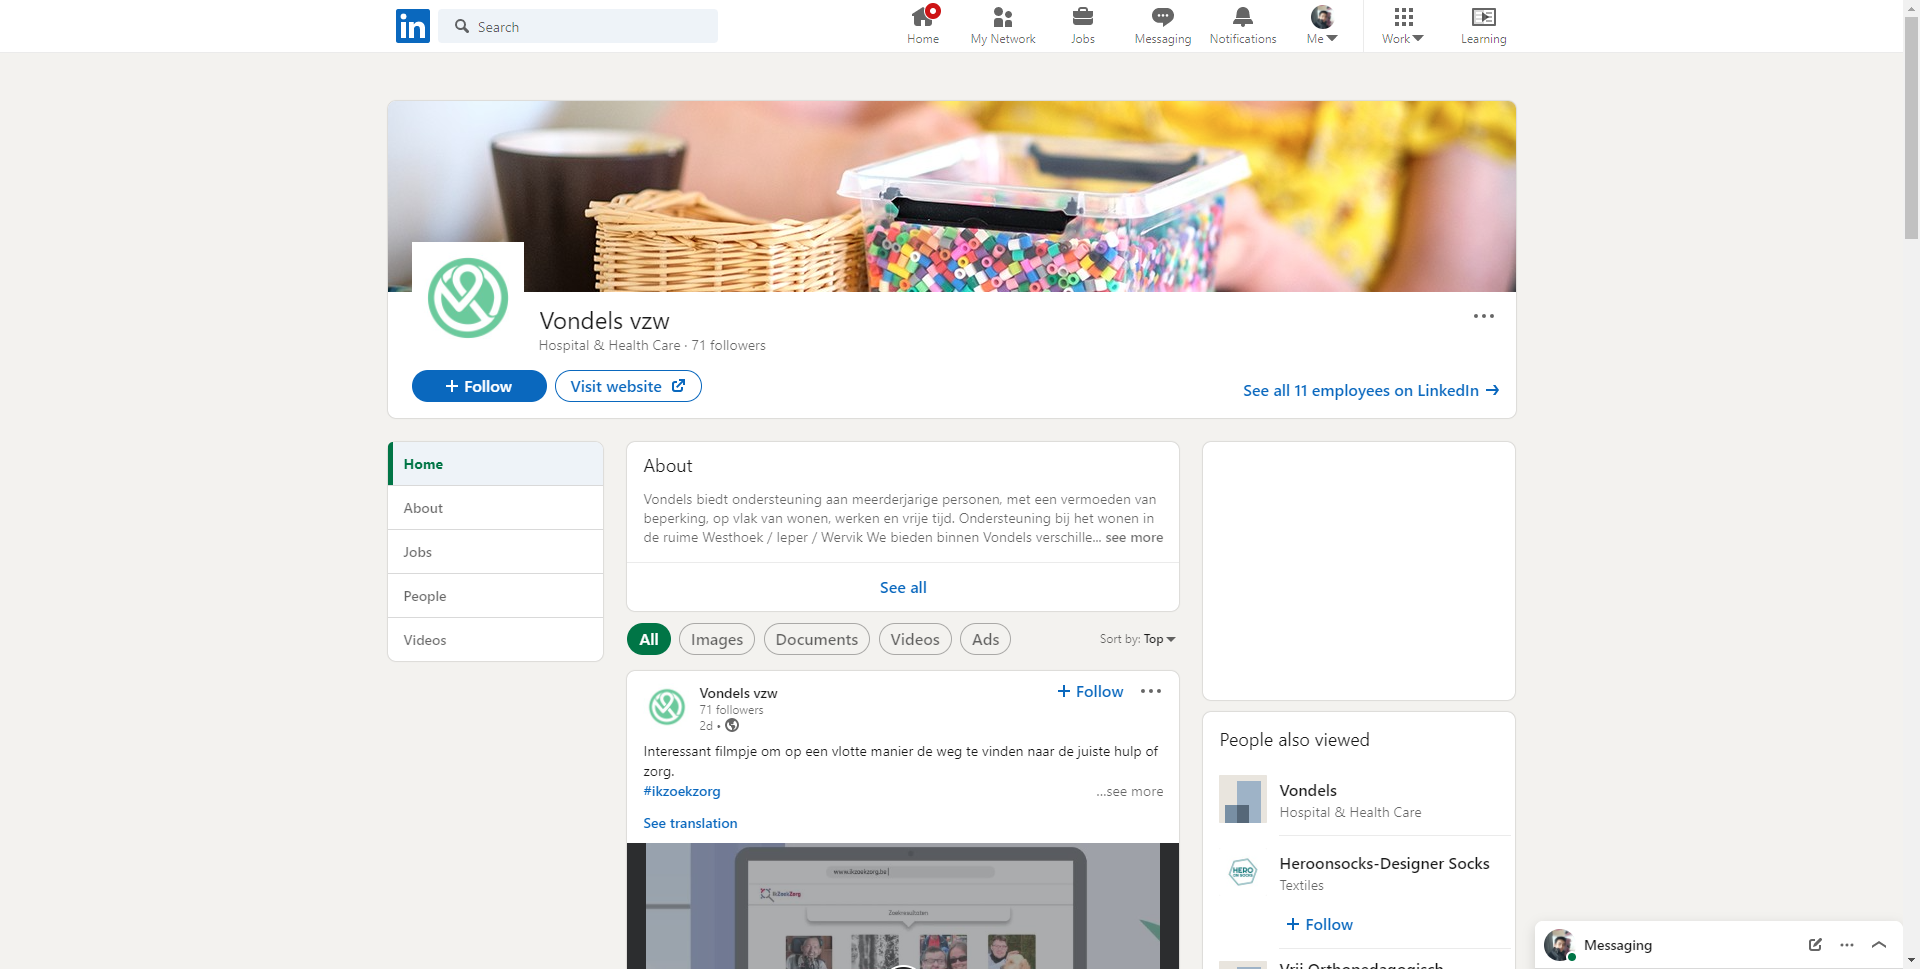 in
Search
Home
My Network
Jobs
Messaging
Notifications
Me
Work
Learning
Vondels vzw
Hospital & Health Care · 71 followers
+ Follow
Visit website
See all 11 employees on LinkedIn →
Home
About
Jobs
People
Videos
About
Vondels biedt ondersteuning aan meerderjarige personen, met een vermoeden van
beperking, op vlak van wonen, werken en vrije tijd. Ondersteuning bij het wonen in
de ruime Westhoek / Ieper / Wervik We bieden binnen Vondels verschille... see more
See all
All
Images
Documents
Videos
Ads
Sort by: Top
Vondels vzw
71 followers
2d •
+ Follow
Interessant filmpje om op een vlotte manier de weg te vinden naar de juiste hulp of
zorg.
#ikzoekzorg
...see more
See translation
www.ikzoekzorg.be
IkZoekZorg
Zoekresultaten
People also viewed
Vondels
Hospital & Health Care
HERO
ON SOCKS
Heroonsocks-Designer Socks
Textiles
+ Follow
Vrij Orthopedagogisch
Messaging